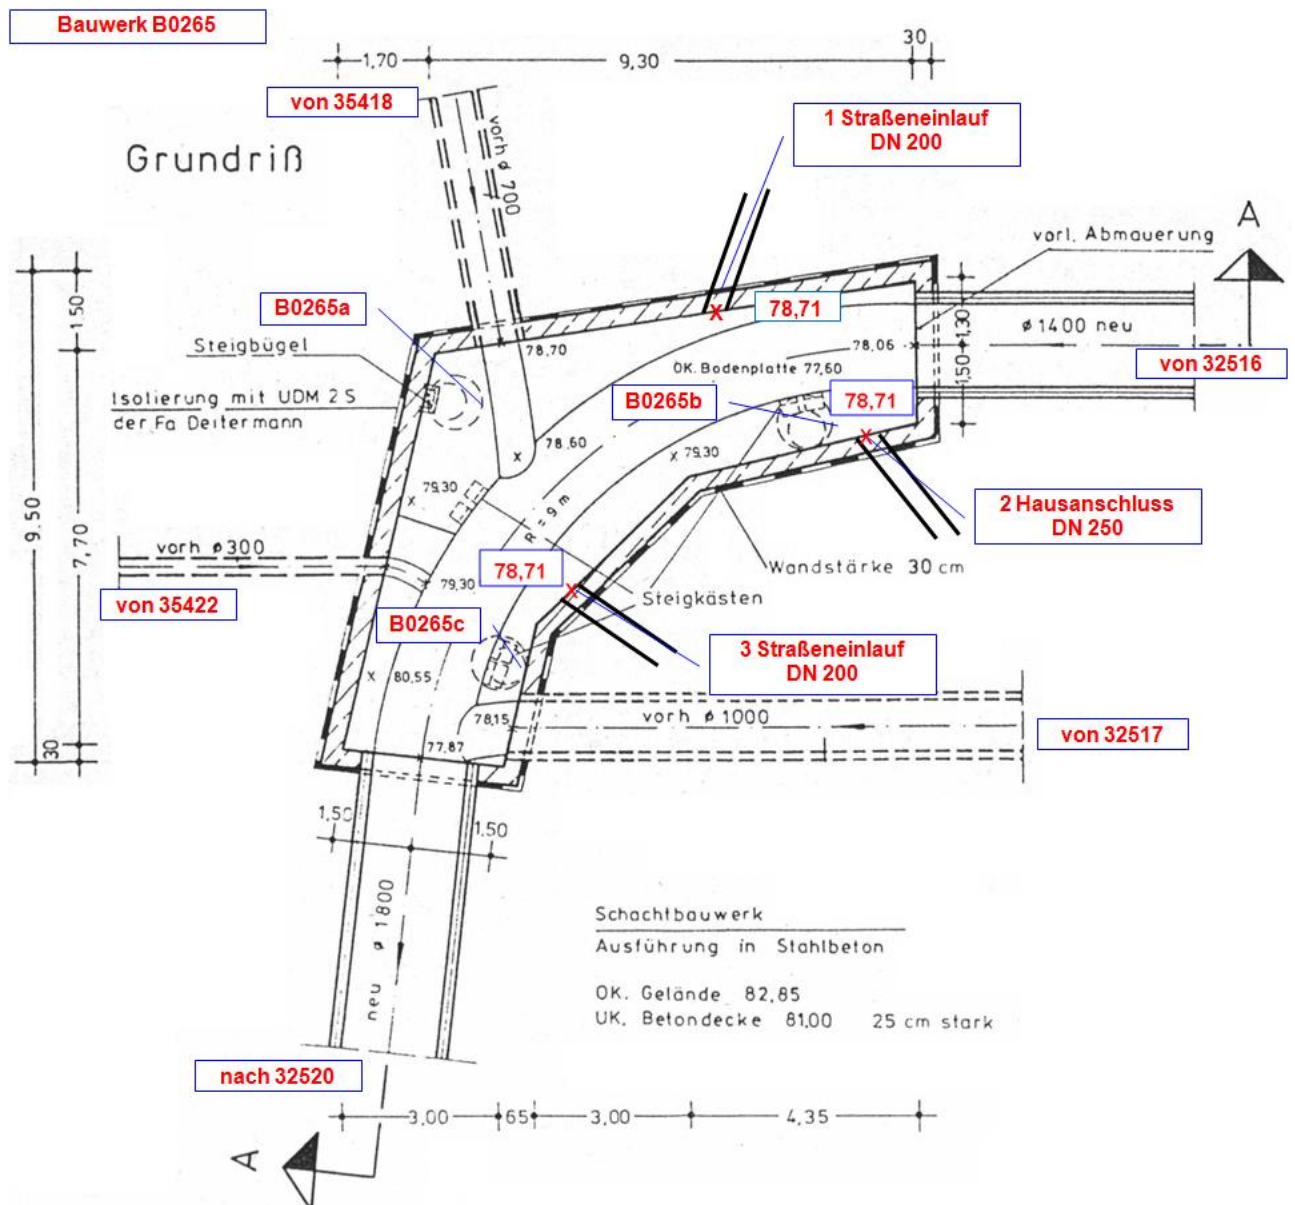 Bauwerk B0265
30
1,70
9,30
von 35418
1 Straßeneinlauf
DN 200
Grundriß
vorh ø 700
A
vorl. Abmauerung
1,50
B0265a
78,71
Steigbügel
78,70
78,06
1,30
ø 1400 neu
OK. Bodenplatte 77,60
von 32516
1,50
Isolierung mit UDM 2 S
der Fa Deitermann
B0265b
78,71
78,60
79,30
79,30
9,50
7,70
2 Hausanschluss
DN 250
R = 9 m
vorh ø 300
78,71
Wandstärke 30 cm
79,30
von 35422
Steigkästen
B0265c
3 Straßeneinlauf
DN 200
80,55
78,15
vorh ø 1000
von 32517
30
77,87
1,50
1,50
neu ø 1800
Schachtbauwerk
Ausführung in Stahlbeton
OK. Gelände 82,85
UK. Betondecke 81,00 25 cm stark
nach 32520
3,00
65
3,00
4,35
A